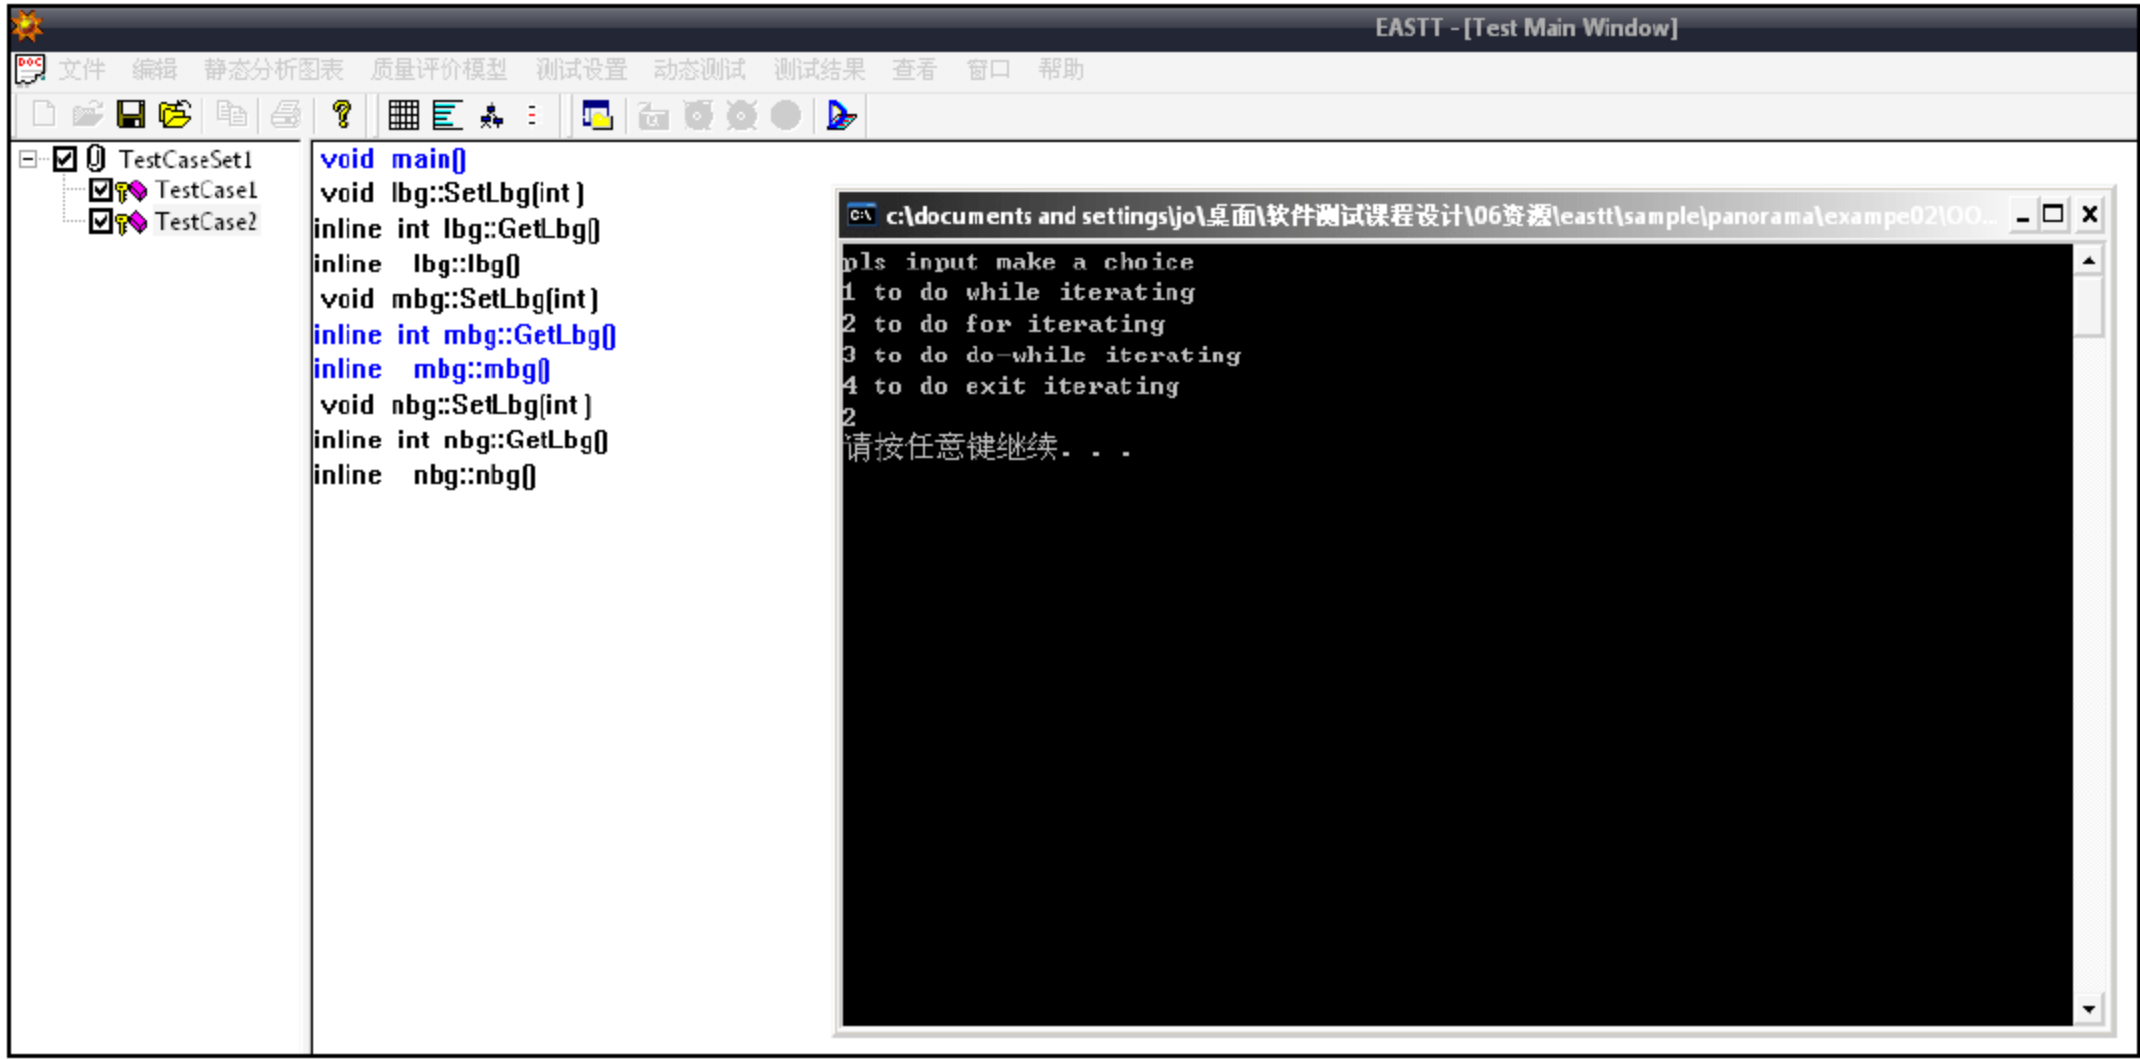 EASTT - [Test Main Window]
文件 编辑 静态分析图表 质量评价模型 测试设置 动态测试 测试结果 查看 窗口 帮助
TestCaseSet1
TestCase1
TestCase2
void main()
void lbg::SetLbg(int )
inline int lbg::GetLbg()
inline lbg::lbg()
void mbg::SetLbg(int )
inline int mbg::GetLbg()
inline mbg::mbg()
void nbg::SetLbg(int )
inline int nbg::GetLbg()
inline nbg::nbg()
c:\documents and settings\jo\桌面\软件测试课程设计\06资源\eastt\sample\panorama\exampe02\OO...
pls input make a choice
1 to do while iterating
2 to do for iterating
3 to do do-while iterating
4 to do exit iterating
2
请按任意键继续. . .